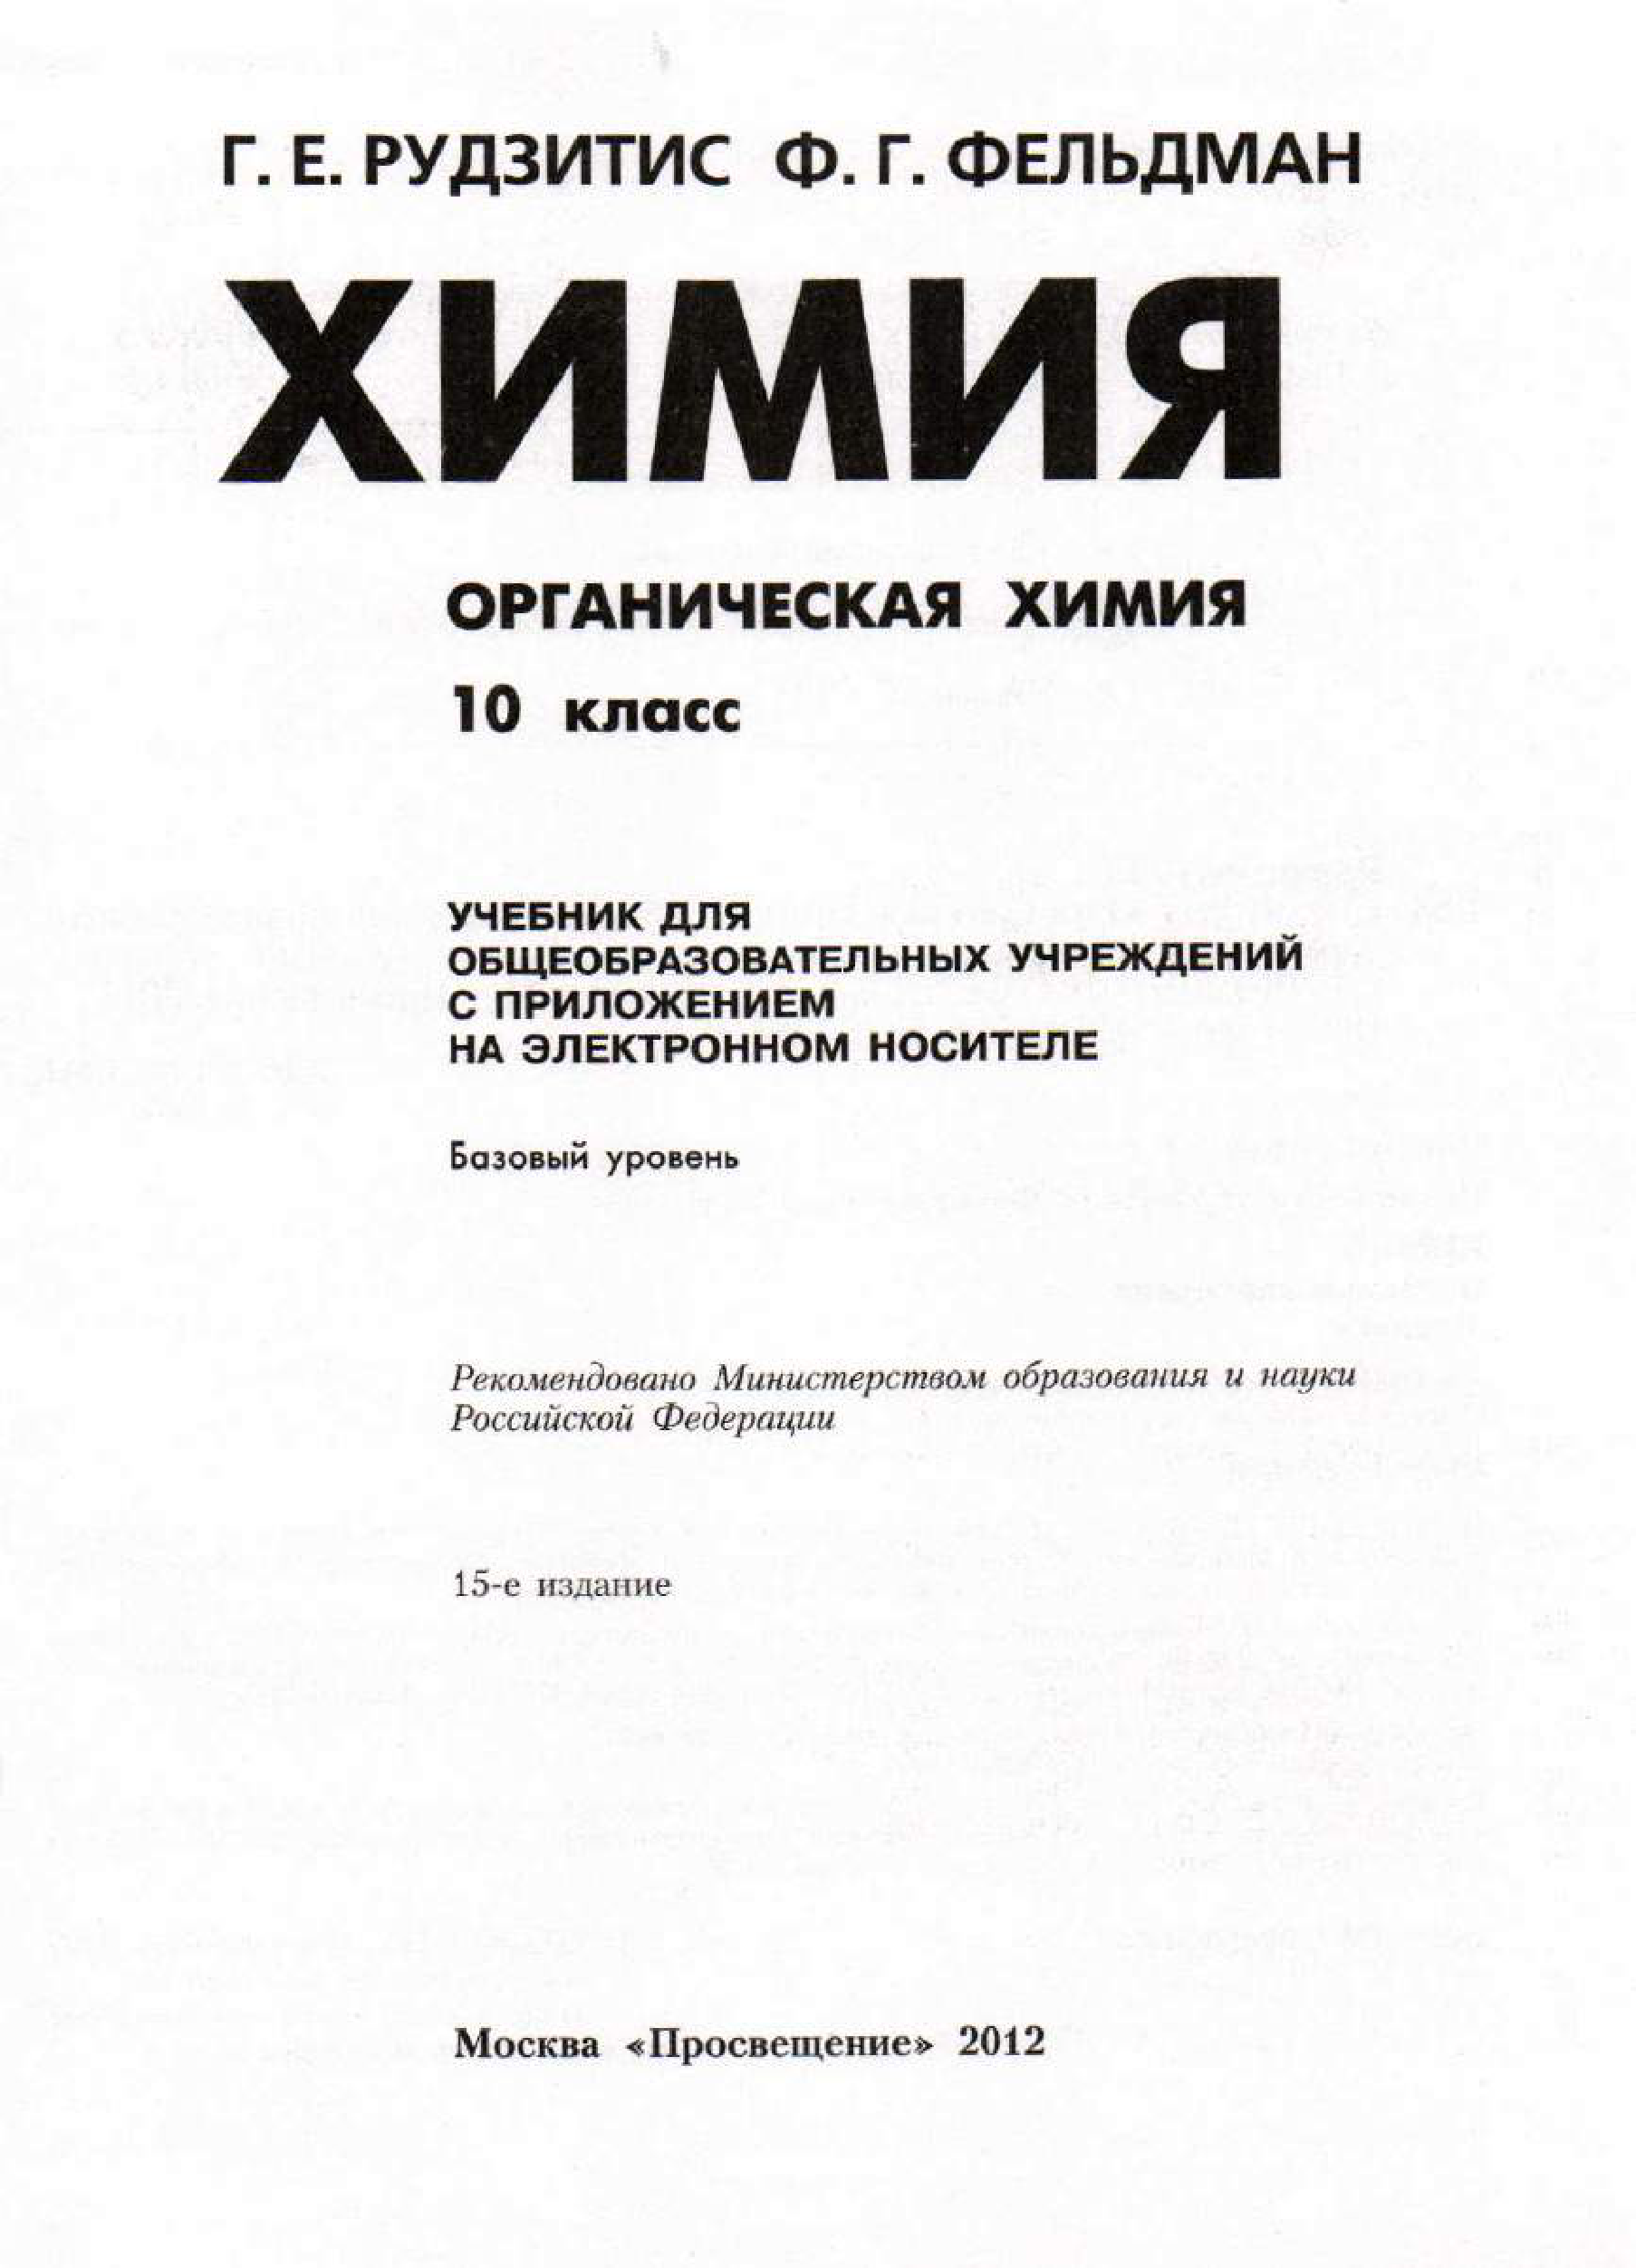 Г. Е. РУДЗИТИС Ф. Г. ФЕЛЬДМАН
ХИМИЯ
ОРГАНИЧЕСКАЯ ХИМИЯ
10 класс
УЧЕБНИК ДЛЯ
ОБЩЕОБРАЗОВАТЕЛЬНЫХ УЧРЕЖДЕНИЙ
С ПРИЛОЖЕНИЕМ
НА ЭЛЕКТРОННОМ НОСИТЕЛЕ
Базовый уровень
Рекомендовано Министерством образования и науки
Российской Федерации
15-е издание
Москва «Просвещение» 2012